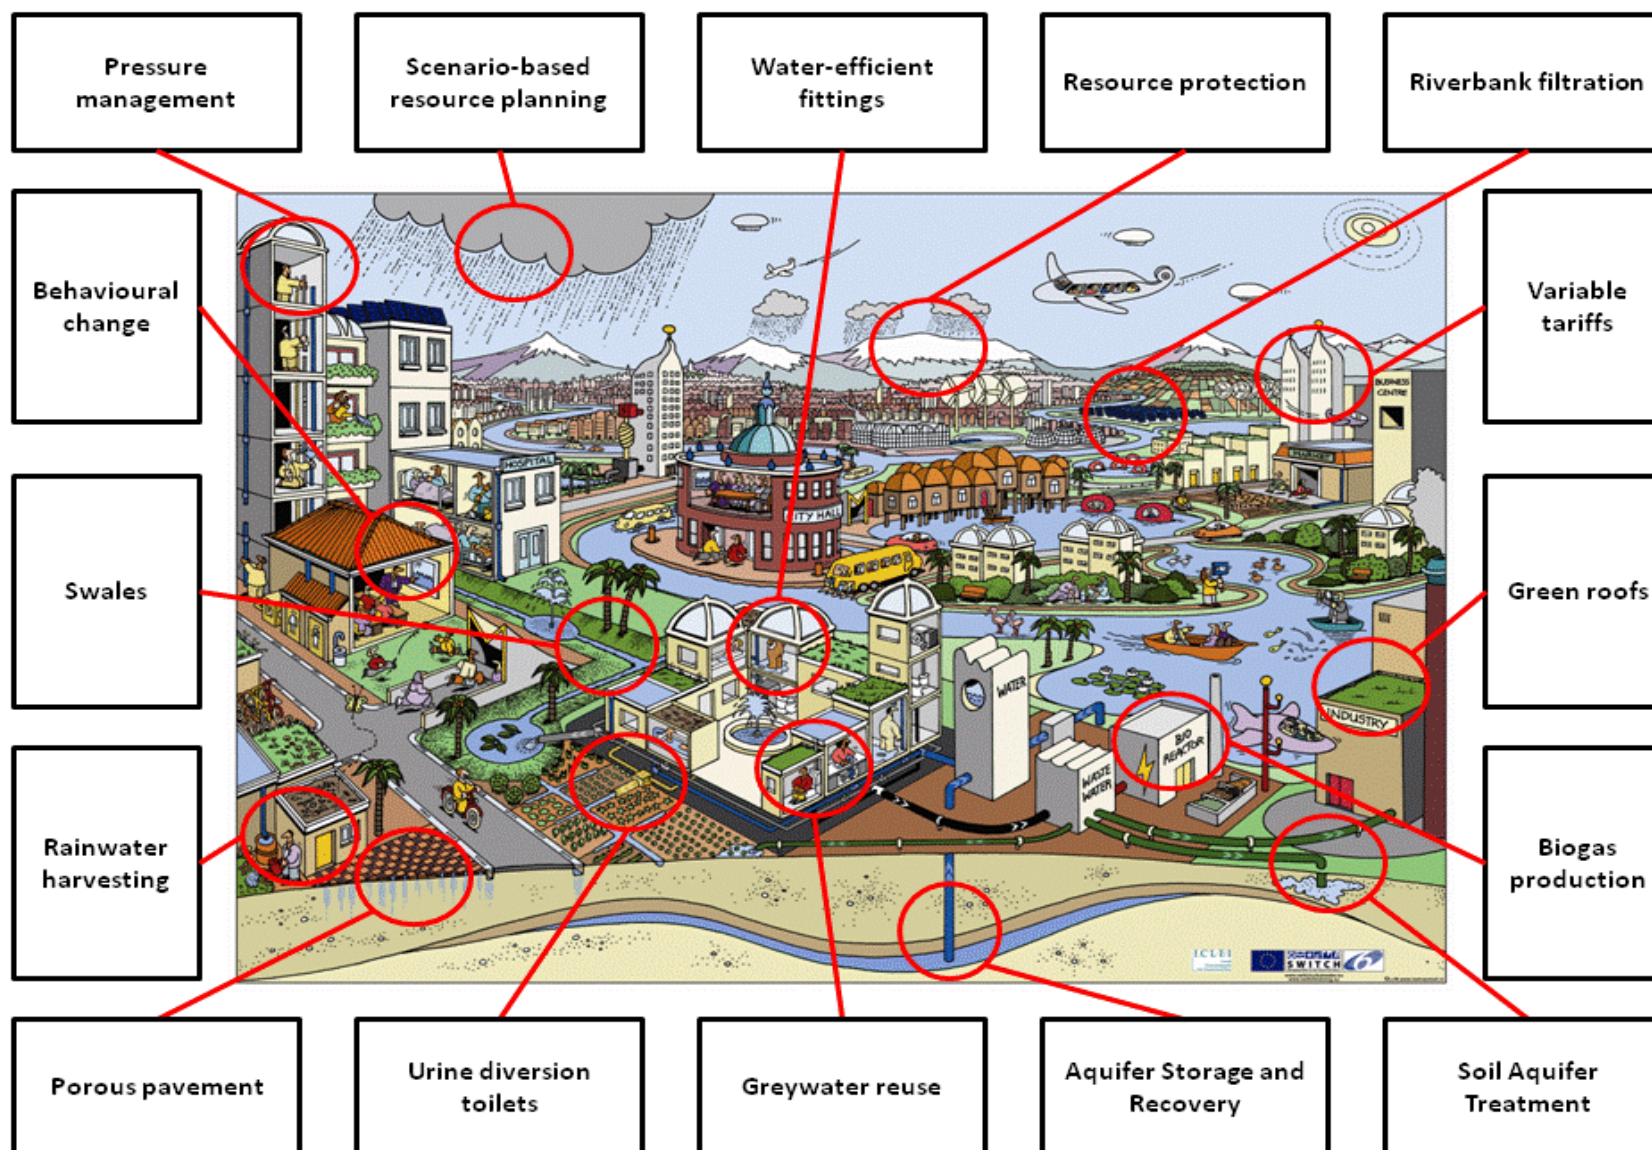 Pressure
management
Scenario-based
resource planning
Water-efficient
fittings
Resource protection
Riverbank filtration
Behavioural
change
Variable
tariffs
Swales
Green roofs
Rainwater
harvesting
Biogas
production
Porous pavement
Urine diversion
toilets
Greywater reuse
Aquifer Storage and
Recovery
Soil Aquifer
Treatment
HOSPITAL
CITY HALL
BUSINESS
CENTRE
WATER
WASTE
WATER
BIO
REACTOR
INDUSTRY
ICLEI
SWITCH